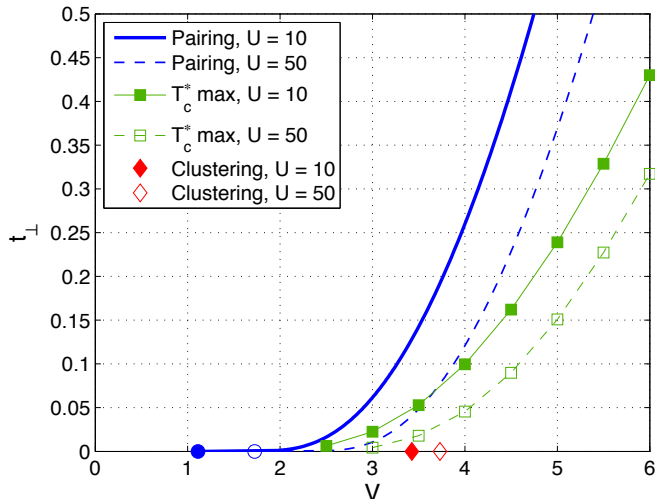 0.5
0.45
0.4
0.35
0.3
0.25
0.2
0.15
0.1
0.05
0
t⊥
Pairing, U = 10
Pairing, U = 50
T*c max, U = 10
T*c max, U = 50
Clustering, U = 10
Clustering, U = 50
0 1 2 3 4 5 6
V